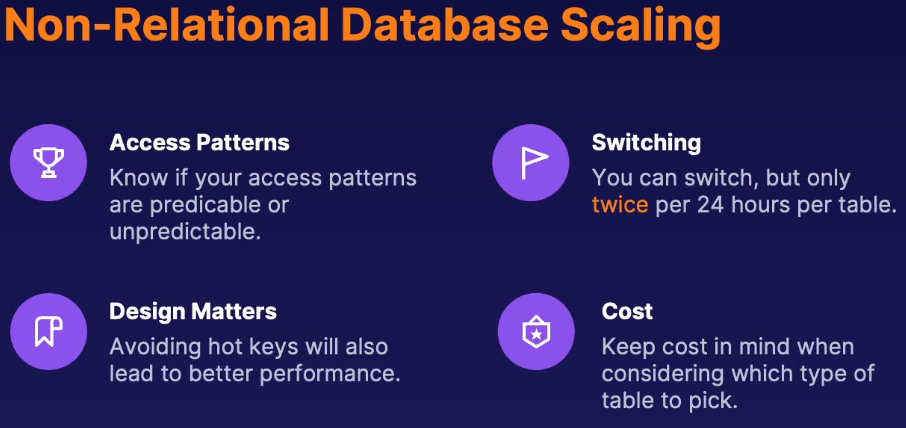 Non-Relational Database Scaling
Access Patterns
Know if your access patterns
are predicable or
unpredictable.
Switching
You can switch, but only
twice per 24 hours per table.
Design Matters
Avoiding hot keys will also
lead to better performance.
Cost
Keep cost in mind when
considering which type of
table to pick.